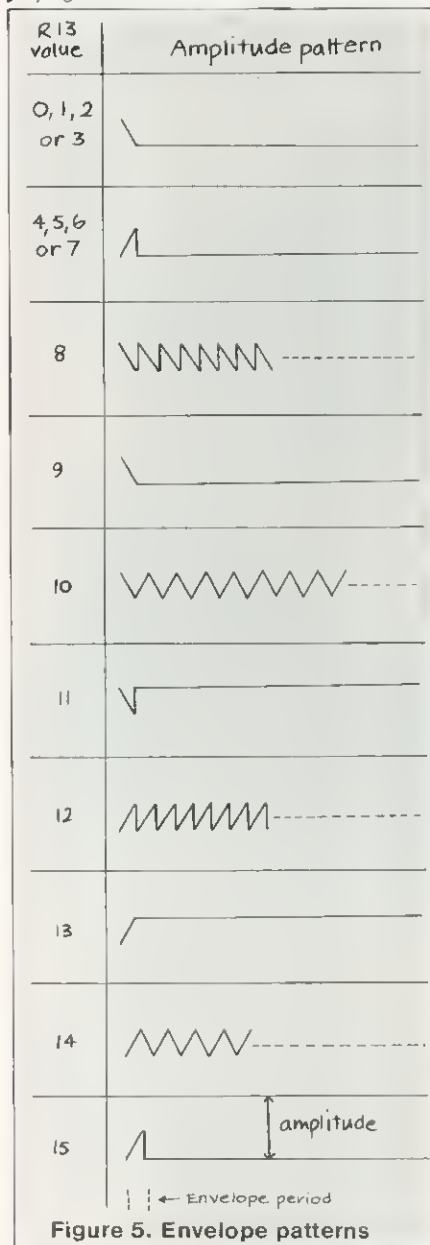 R13
value
Amplitude pattern
0, 1, 2
or 3
4, 5, 6
or 7
8
9
10
11
12
13
14
15
amplitude
Envelope period
Figure 5. Envelope patterns